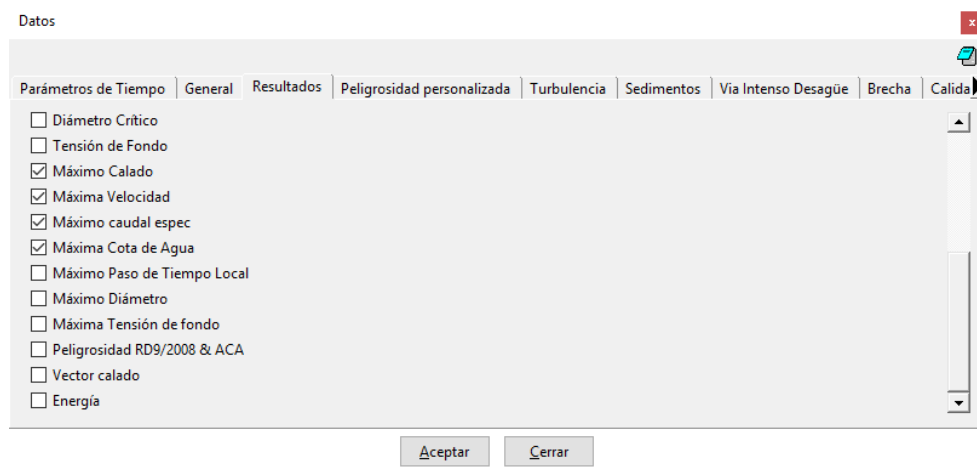 Datos
x
Parámetros de Tiempo General Resultados Peligrosidad personalizada Turbulencia Sedimentos Via Intenso Desagüe Brecha Calida
Diámetro Crítico
Tensión de Fondo
Máximo Calado
Máxima Velocidad
Máximo caudal espec
Máxima Cota de Agua
Máximo Paso de Tiempo Local
Máximo Diámetro
Máxima Tensión de fondo
Peligrosidad RD9/2008 & ACA
Vector calado
Energía
Aceptar Cerrar